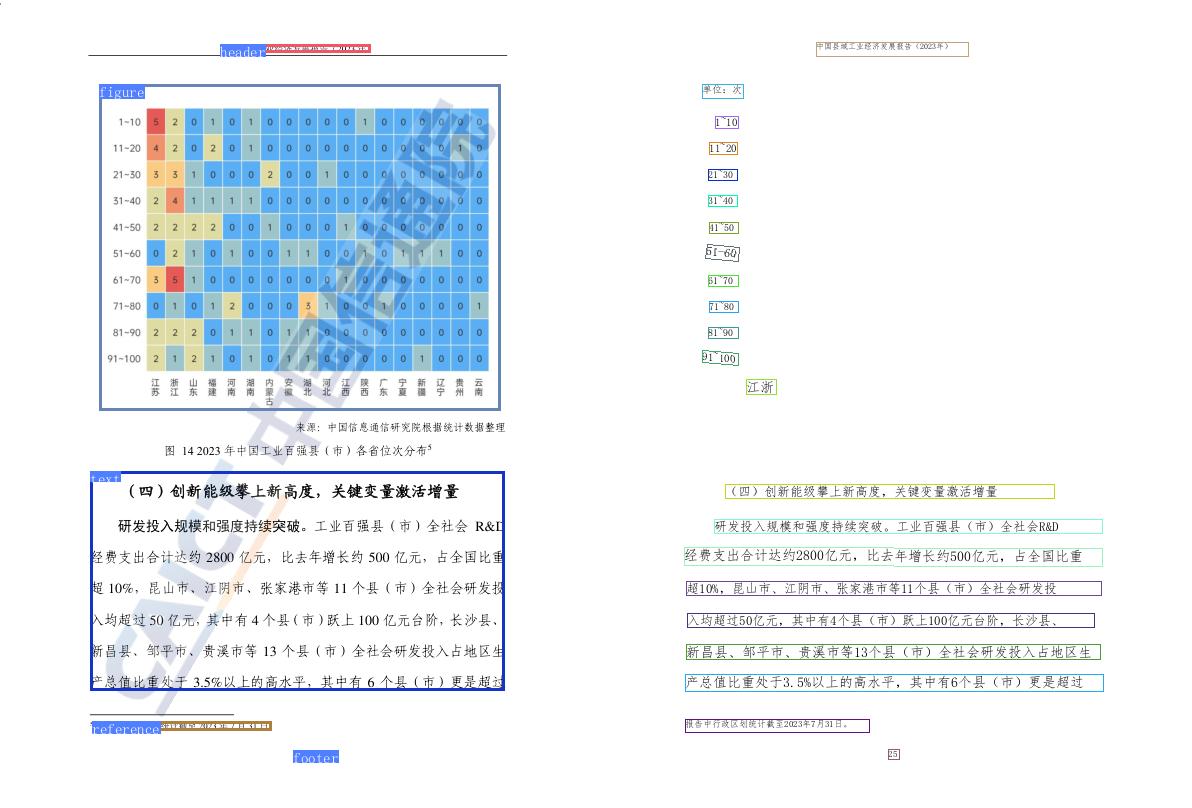 header
figure
1~10 5 2 0 1 0 1 0 0 0 0 0 1 0 0 0 0 0 0
11~20 4 2 0 2 0 1 0 0 0 0 0 0 0 0 0 0 1 0
21~30 3 3 1 0 0 0 2 0 0 1 0 0 0 0 0 0 0 0
31~40 2 4 1 1 1 1 0 0 0 0 0 0 0 0 0 0 0 0
41~50 2 2 2 2 0 0 1 0 0 0 1 0 0 0 0 0 0 0
51~60 0 2 1 0 1 0 0 1 1 0 0 1 0 1 1 1 0 0
61~70 3 5 1 0 0 0 0 0 0 0 1 0 0 0 0 0 0 0
71~80 0 1 0 1 2 0 0 0 3 1 0 0 1 0 0 0 0 1
81~90 2 2 2 0 1 1 0 1 1 0 0 0 0 0 0 0 0 0
91~100 2 1 2 1 0 1 0 1 1 0 0 0 0 0 1 0 0 0
江苏 浙江 山东 福建 河南 湖南 内蒙古 安徽 湖北 河北 江西 陕西 广东 宁夏 新疆 辽宁 贵州 云南
来源：中国信息通信研究院根据统计数据整理
图 14 2023 年中国工业百强县（市）各省位次分布5
text
（四）创新能级攀上新高度，关键变量激活增量
研发投入规模和强度持续突破。工业百强县（市）全社会 R&D
经费支出合计达约 2800 亿元，比去年增长约 500 亿元，占全国比重
超 10%，昆山市、江阴市、张家港市等 11 个县（市）全社会研发投
入均超过 50 亿元，其中有 4 个县（市）跃上 100 亿元台阶，长沙县、
新昌县、邹平市、贵溪市等 13 个县（市）全社会研发投入占地区生
产总值比重处于 3.5%以上的高水平，其中有 6 个县（市）更是超过
reference
footer
CAICT 中国信通院
中国县域工业经济发展报告（2023年）
单位：次
1~10
11~20
21~30
31~40
41~50
51-60
61~70
71~80
81~90
91~100
江浙
（四）创新能级攀上新高度，关键变量激活增量
研发投入规模和强度持续突破。工业百强县（市）全社会R&D
经费支出合计达约2800亿元，比去年增长约500亿元，占全国比重
超10%，昆山市、江阴市、张家港市等11个县（市）全社会研发投
入均超过50亿元，其中有4个县（市）跃上100亿元台阶，长沙县、
新昌县、邹平市、贵溪市等13个县（市）全社会研发投入占地区生
产总值比重处于3.5%以上的高水平，其中有6个县（市）更是超过
报告中行政区划统计截至2023年7月31日。
25